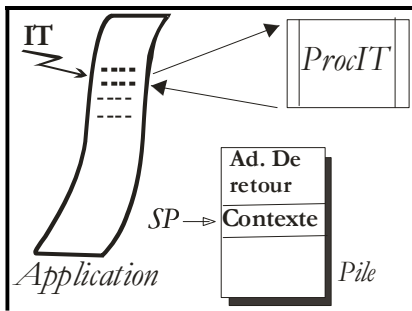 IT
ProcIT
Ad. De
retour
SP
Contexte
Application
Pile